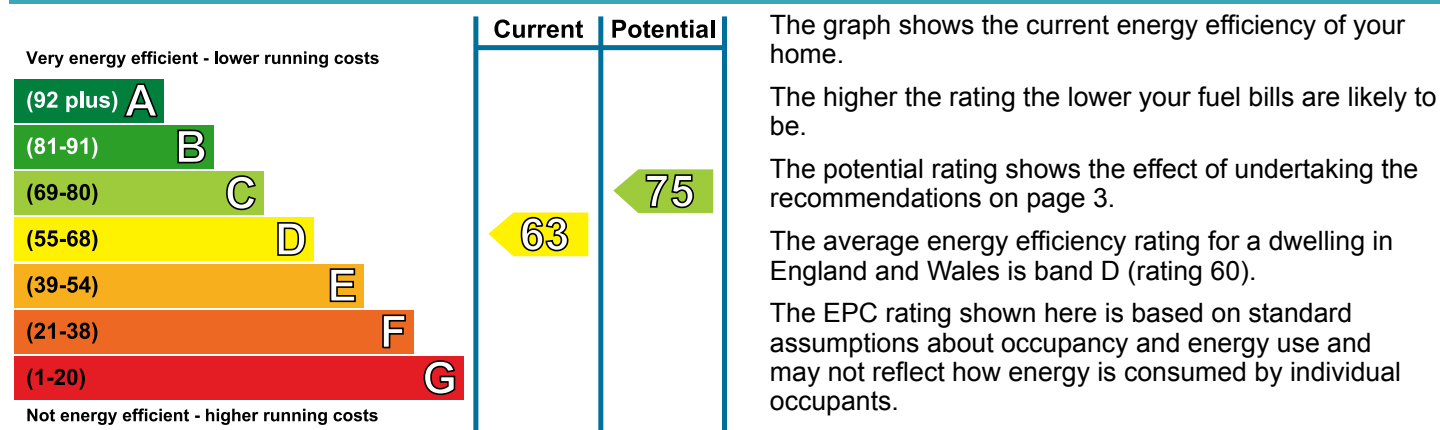 Current Potential
Very energy efficient - lower running costs
(92 plus) A
(81-91) B
(69-80) C
75
(55-68) D
63
(39-54) E
(21-38) F
(1-20) G
Not energy efficient - higher running costs
The graph shows the current energy efficiency of your
home.
The higher the rating the lower your fuel bills are likely to
be.
The potential rating shows the effect of undertaking the
recommendations on page 3.
The average energy efficiency rating for a dwelling in
England and Wales is band D (rating 60).
The EPC rating shown here is based on standard
assumptions about occupancy and energy use and
may not reflect how energy is consumed by individual
occupants.